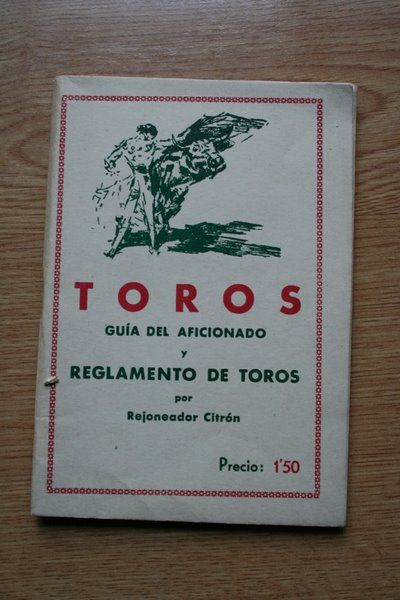 TOROS
GUÍA DEL AFICIONADO
y
REGLAMENTO DE TOROS
por
Rejoneador Citrón
Precio: 1'50